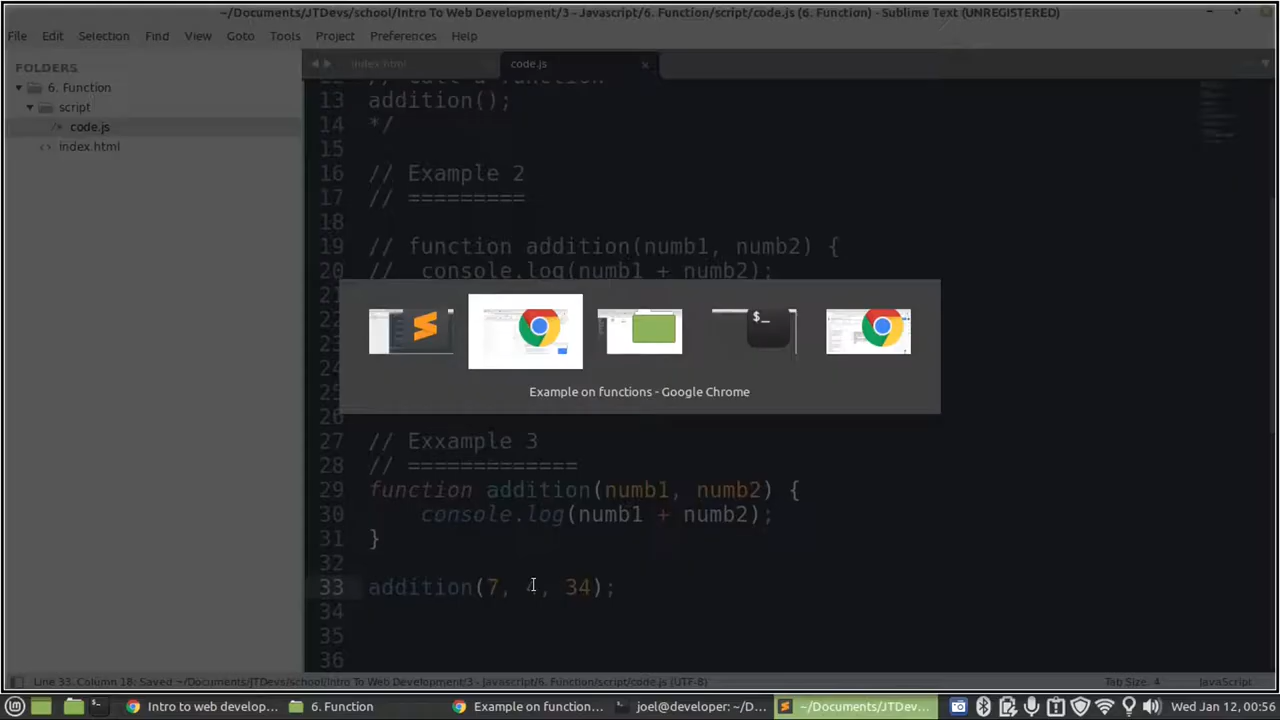 ~/Documents/JTDevs/school/Intro To Web Development/3 - Javascript/6. Function/script/code.js (6. Function) - Sublime Text (UNREGISTERED)
File Edit Selection Find View Goto Tools Project Preferences Help
FOLDERS
6. Function
script
code.js
index.html
index.html code.js
13 addition();
14 */
15
16 // Example 2
17 // =========
18
19 // function addition(numb1, numb2) {
20 // console.log(numb1 + numb2);
Example on functions - Google Chrome
27 // Exxample 3
28 // =============
29 function addition(numb1, numb2) {
30 console.log(numb1 + numb2);
31 }
32
33 addition(7, 4, 34);
34
35
36
Line 33, Column 18; Saved ~/Documents/JTDevs/school/Intro To Web Development/3 - Javascript/6. Function/script/code.js (UTF-8) Tab Size: 4 JavaScript
Intro to web develop... 6. Function Example on function... joel@developer: ~/D... ~/Documents/JTDev... Wed Jan 12, 00:56